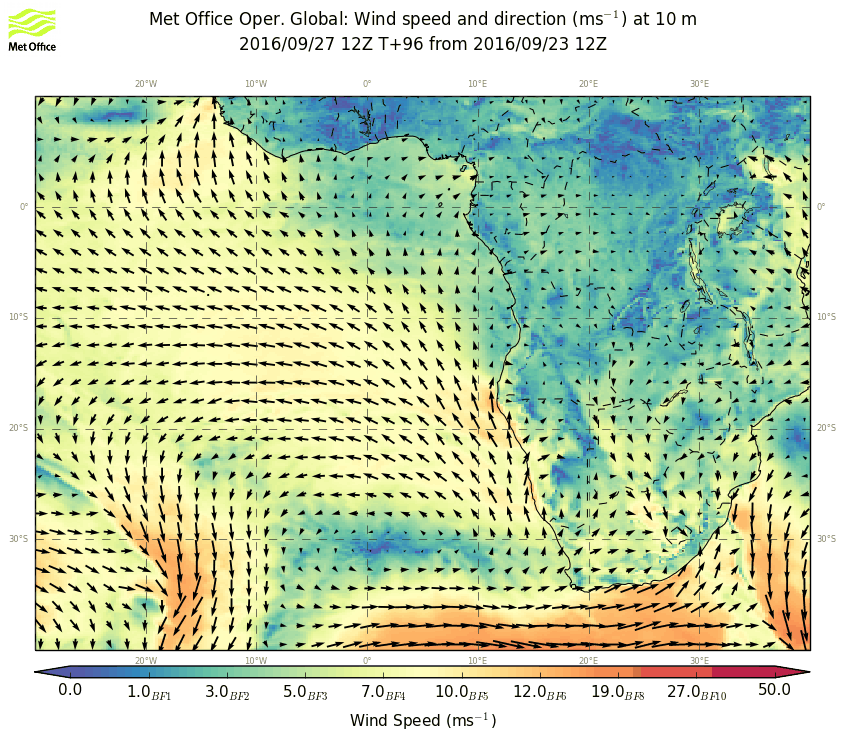 Met Office
Met Office Oper. Global: Wind speed and direction (ms⁻¹) at 10 m
2016/09/27 12Z T+96 from 2016/09/23 12Z
20°W 10°W 0° 10°E 20°E 30°E
0° 0°
10°S 10°S
20°S 20°S
30°S 30°S
20°W 10°W 0° 10°E 20°E 30°E
0.0 1.0BF1 3.0BF2 5.0BF3 7.0BF4 10.0BF5 12.0BF6 19.0BF8 27.0BF10 50.0
Wind Speed (ms⁻¹)